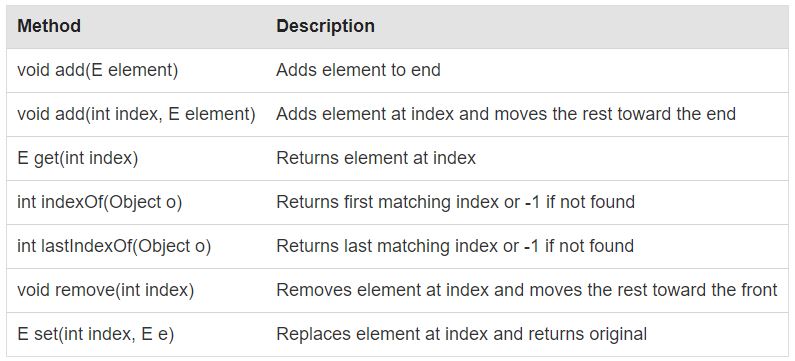 Method Description
void add(E element) Adds element to end
void add(int index, E element) Adds element at index and moves the rest toward the end
E get(int index) Returns element at index
int indexOf(Object o) Returns first matching index or -1 if not found
int lastIndexOf(Object o) Returns last matching index or -1 if not found
void remove(int index) Removes element at index and moves the rest toward the front
E set(int index, E e) Replaces element at index and returns original